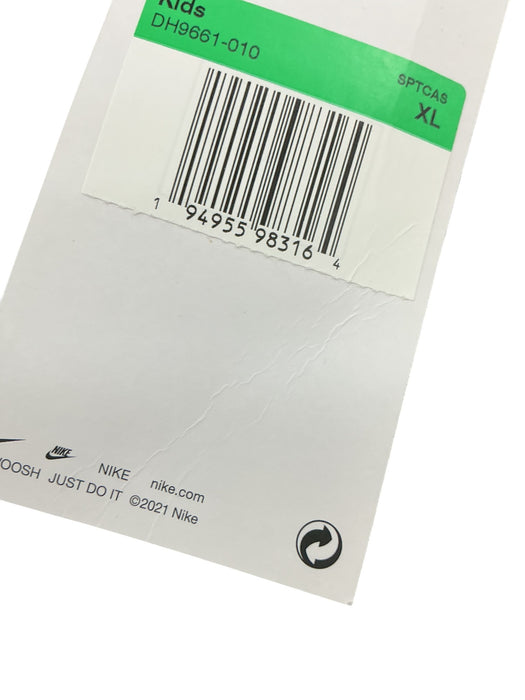 Kids
DH9661-010
SPTCAS
XL
1 94955 98316 4
NIKE
NIKE nike.com
OOSH JUST DO IT ©2021 Nike